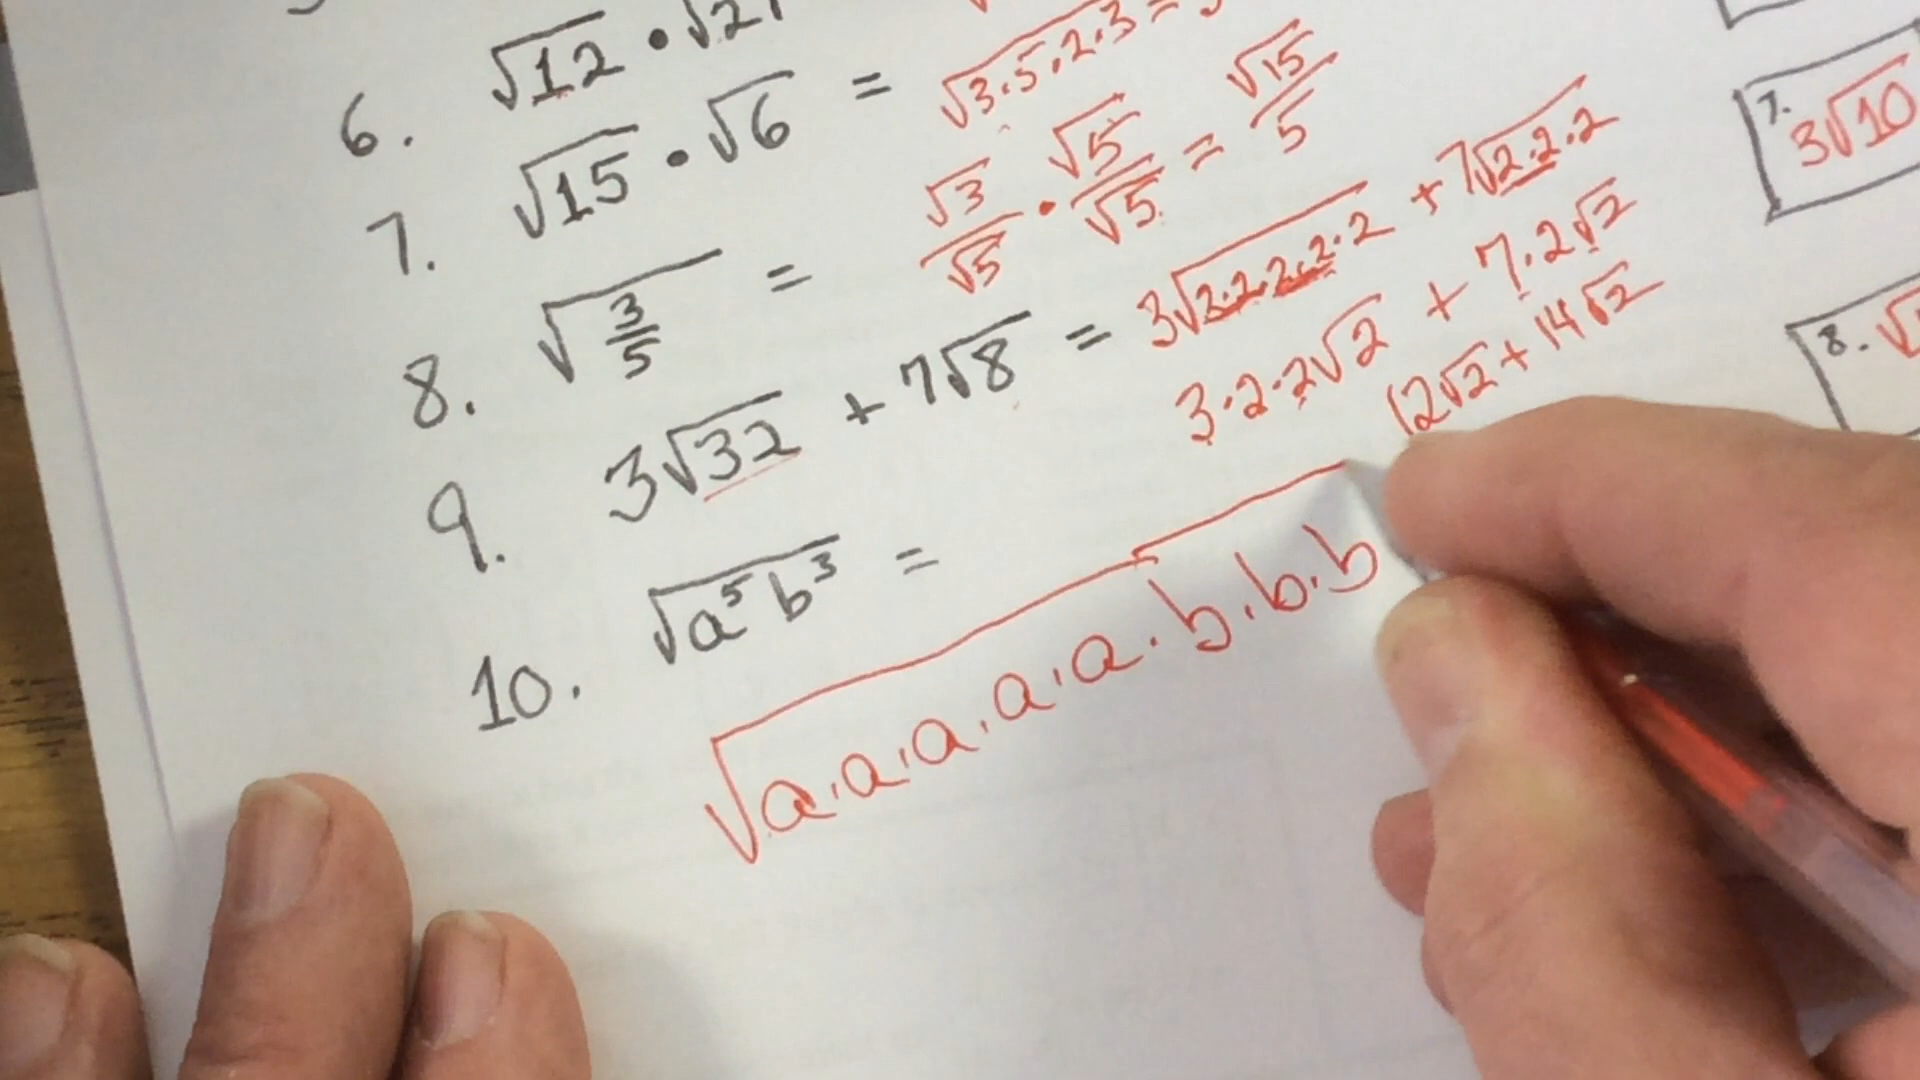 6. √12 • √2
7. √15 • √6 = √3·5·2·3 =
8. √3/5 = √3/√5 · √5/√5 = √15/5
9. 3√32 + 7√8 = 3√2·2·2·2·2 + 7√2·2·2
3·2·2√2 + 7·2√2
12√2 + 14√2
10. √a⁵b³ =
√a·a·a·a·a·b·b·b
7. 3√10
8. √